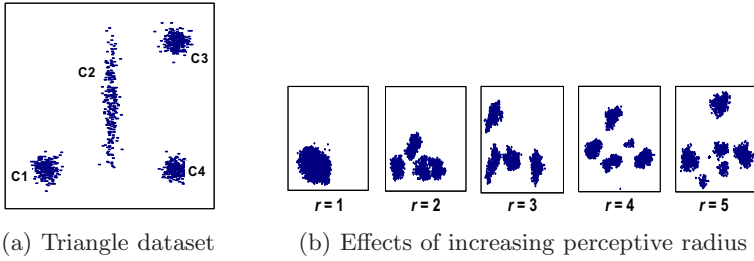 C3
C2
C1
C4
r = 1
r = 2
r = 3
r = 4
r = 5
(a) Triangle dataset
(b) Effects of increasing perceptive radius